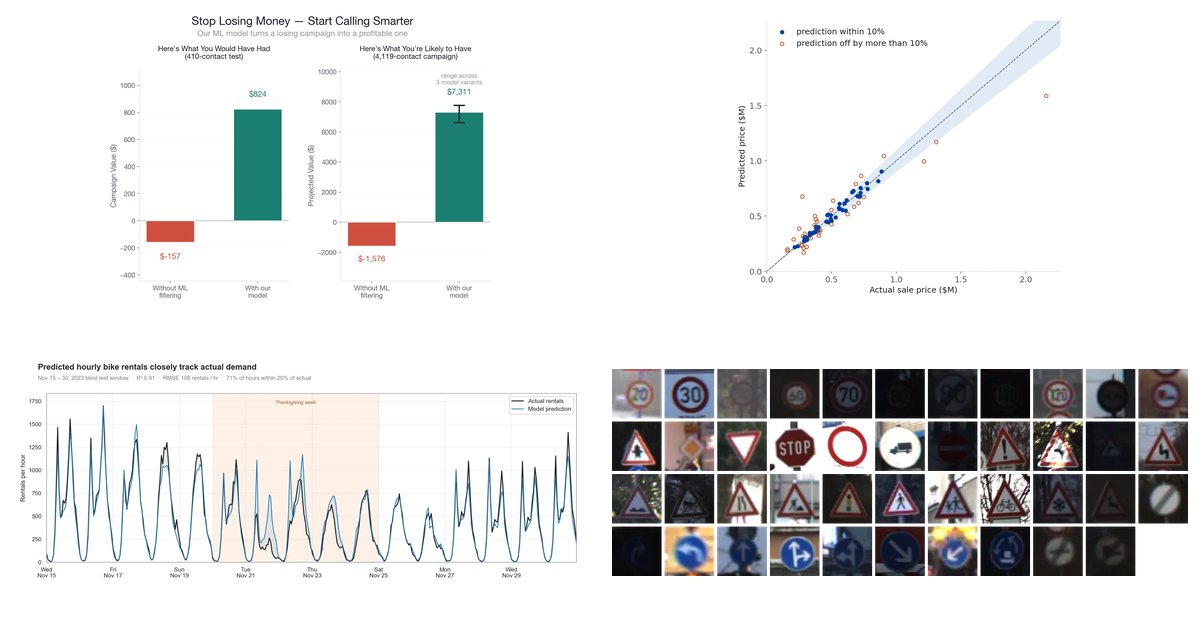 Stop Losing Money — Start Calling Smarter
Our ML model turns a losing campaign into a profitable one
Here's What You Would Have Had
(410-contact test)
Campaign Value ($)
1000
800
600
400
200
0
−200
−400
$824
$-157
Without ML
filtering
With our
model
Here's What You're Likely to Have
(4,119-contact campaign)
Projected Value ($)
10000
8000
6000
4000
2000
0
−2000
range across
3 model variants
$7,311
$-1,576
Without ML
filtering
With our
model
prediction within 10%
prediction off by more than 10%
Predicted price ($M)
2.0
1.5
1.0
0.5
0.0
0.0
0.5
1.0
1.5
2.0
Actual sale price ($M)
Predicted hourly bike rentals closely track actual demand
Nov 15 – 30, 2023 blind test window · R² 0.91 · RMSE 108 rentals / hr · 71% of hours within 20% of actual
Rentals per hour
1750
1500
1250
1000
750
500
250
0
Thanksgiving week
Actual rentals
Model prediction
Wed
Nov 15
Fri
Nov 17
Sun
Nov 19
Tue
Nov 21
Thu
Nov 23
Sat
Nov 25
Mon
Nov 27
Wed
Nov 29
20
30
60
70
120
STOP